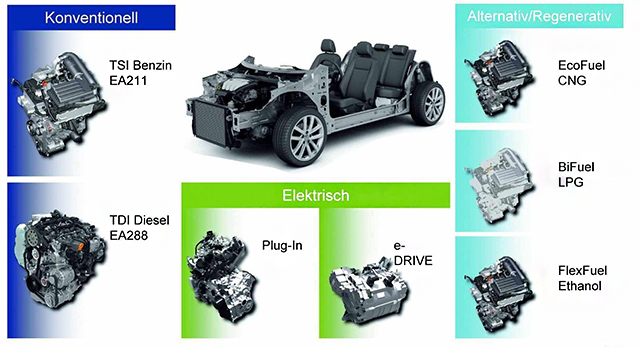 Konventionell
TSI Benzin
EA211
TDI Diesel
EA288
Elektrisch
Plug-In
e-
DRIVE
Alternativ/Regenerativ
EcoFuel
CNG
BiFuel
LPG
FlexFuel
Ethanol